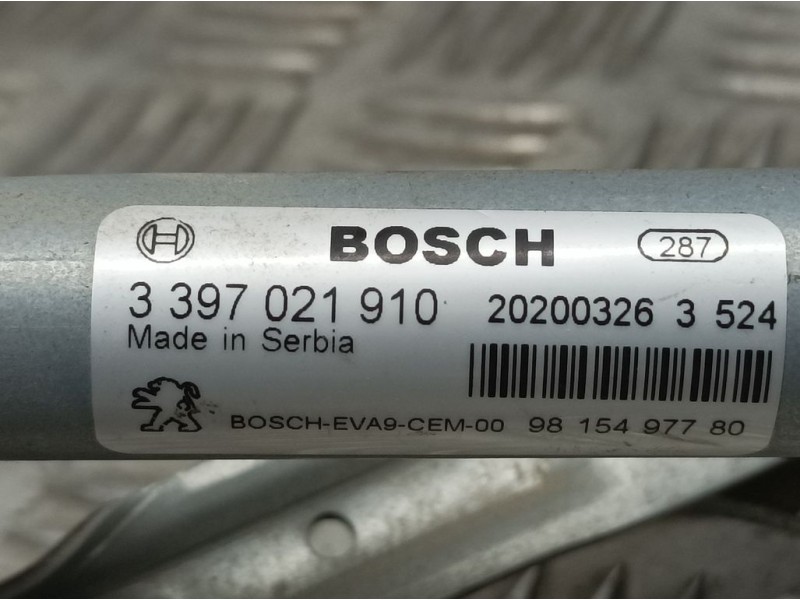 BOSCH 287
3 397 021 910 20200326 3 524
Made in Serbia
BOSCH-EVA9-CEM-00 98 154 977 80